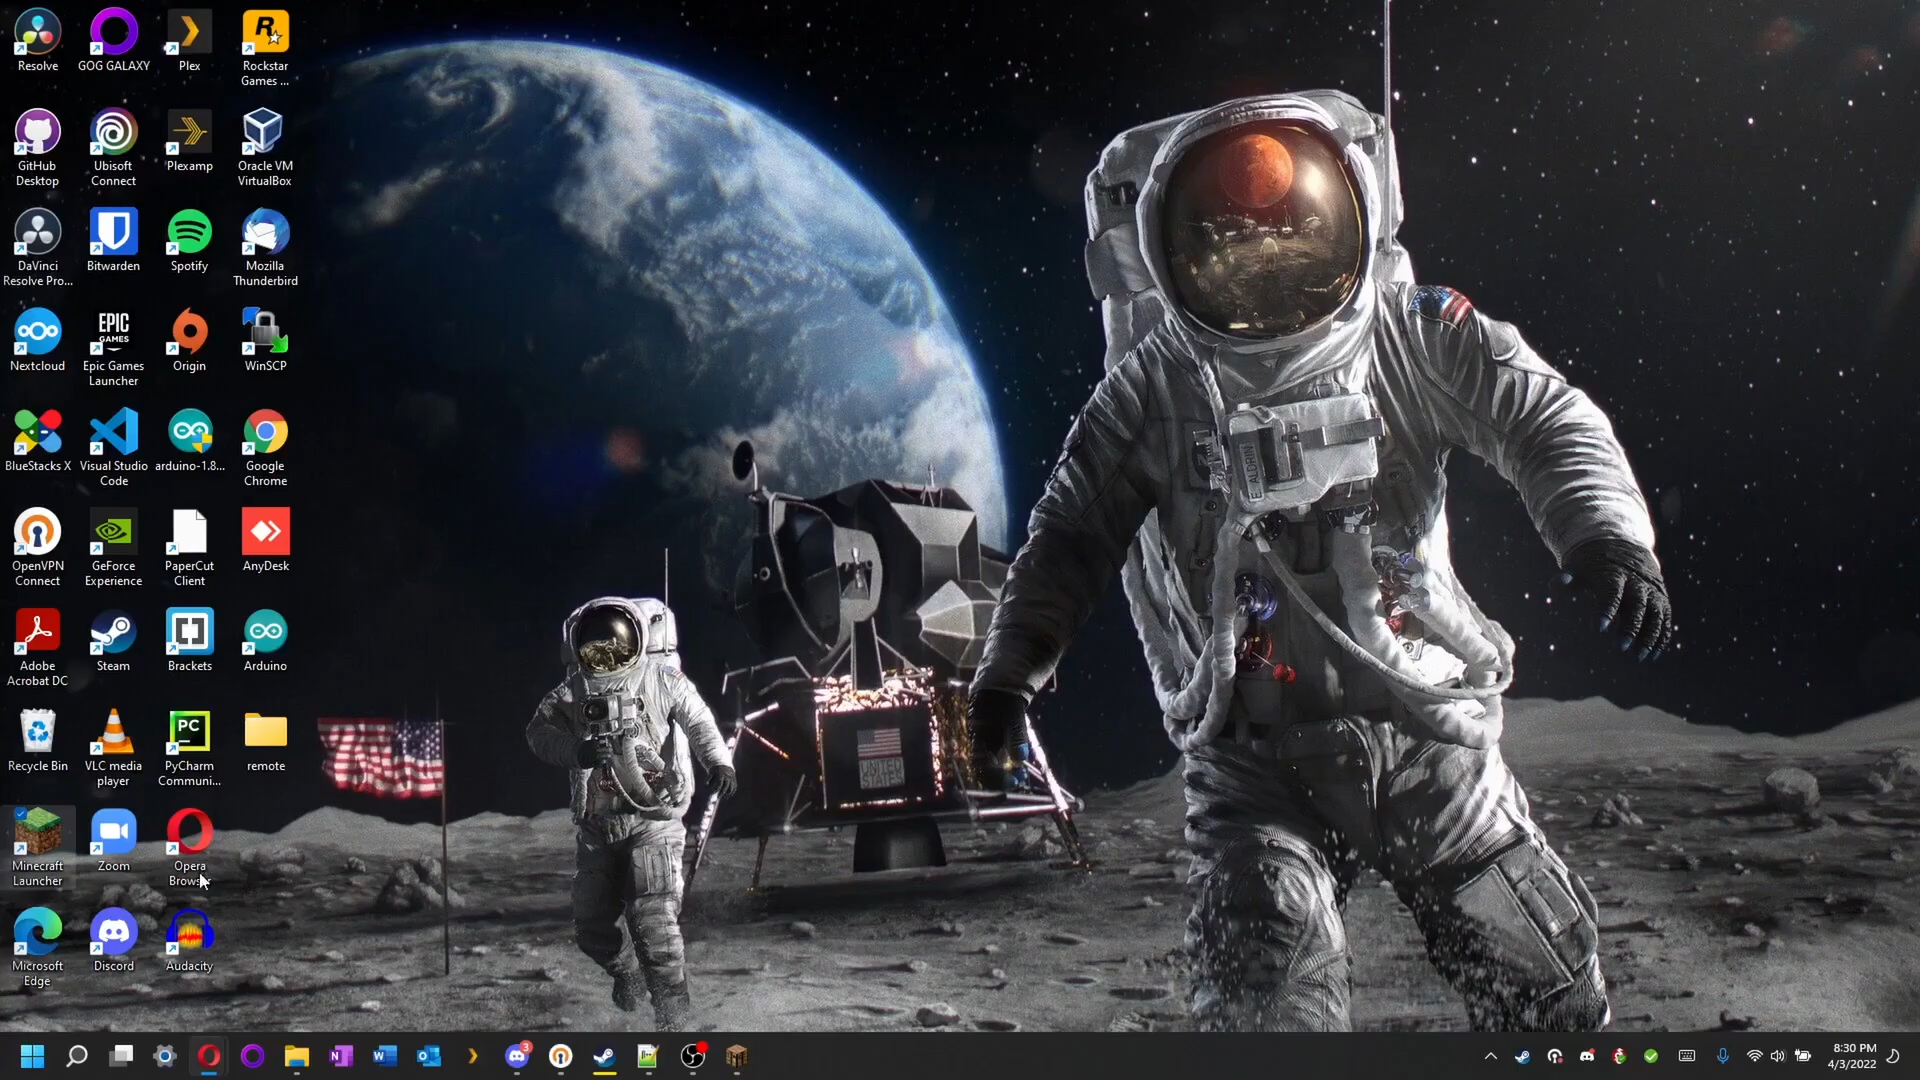 Resolve
GOG GALAXY
Plex
R
Rockstar
Games ...
GitHub
Desktop
Ubisoft
Connect
Plexamp
Oracle VM
VirtualBox
DaVinci
Resolve Pro...
Bitwarden
Spotify
Mozilla
Thunderbird
Nextcloud
EPIC
GAMES
Epic Games
Launcher
Origin
WinSCP
BlueStacks X
Visual Studio
Code
arduino-1.8...
Google
Chrome
OpenVPN
Connect
GeForce
Experience
PaperCut
Client
AnyDesk
Adobe
Acrobat DC
Steam
Brackets
Arduino
Recycle Bin
VLC media
player
PC
PyCharm
Communi...
remote
Minecraft
Launcher
Zoom
Opera
Browser
Microsoft
Edge
Discord
Audacity
E. ALDRIN
UNITED
STATES
3
8:30 PM
4/3/2022